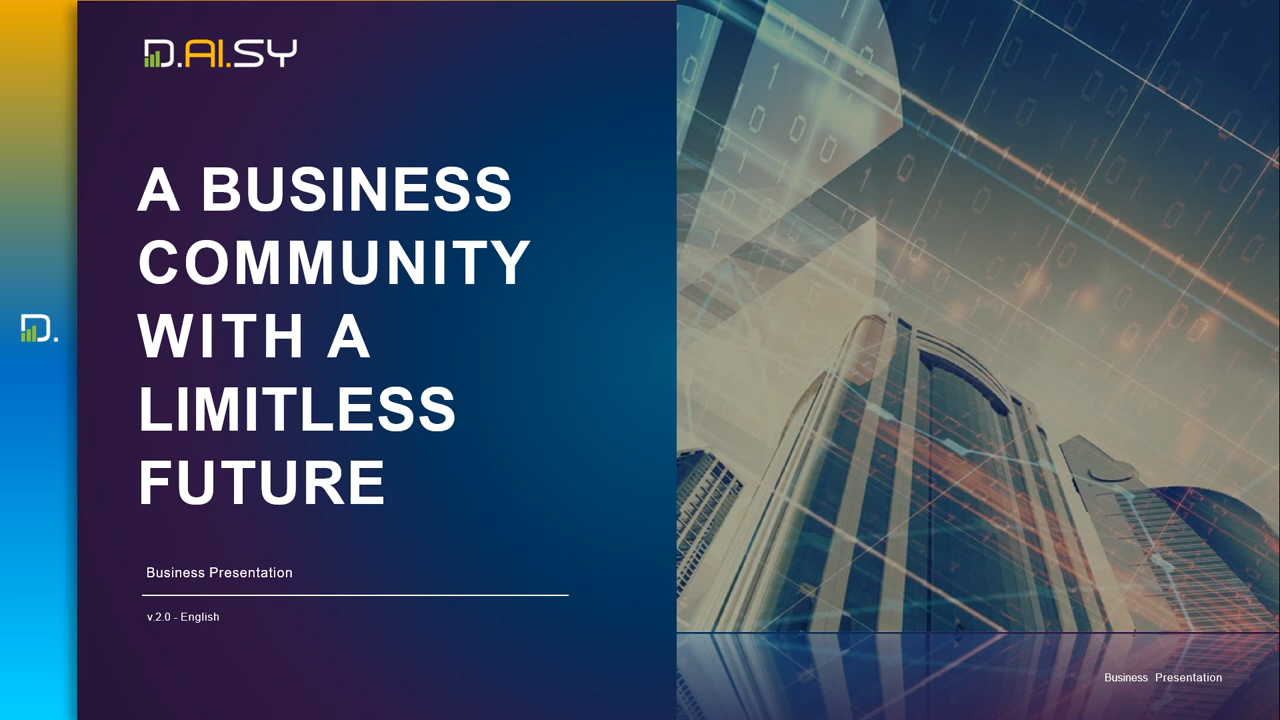 D.AI.SY
A BUSINESS
COMMUNITY
WITH A
LIMITLESS
FUTURE
D.
Business Presentation
v.2.0 - English
Business Presentation